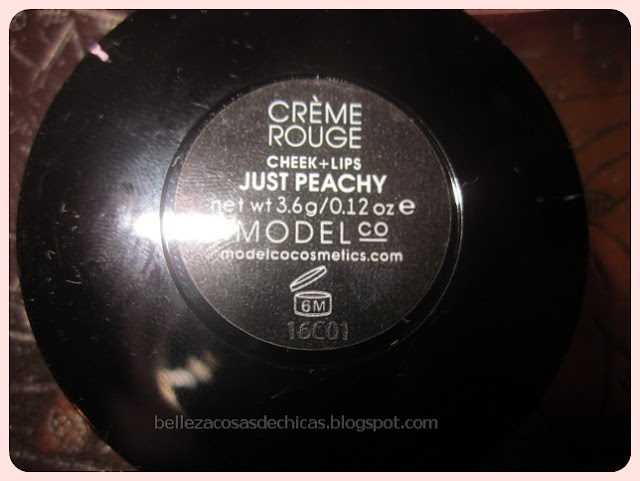 CRÈME
ROUGE
CHEEK+LIPS
JUST PEACHY
net wt 3.6g/0.12 oz e
MODEL CO
modelcocosmetics.com
6M
16C01
bellezacosasdechicas.blogspot.com